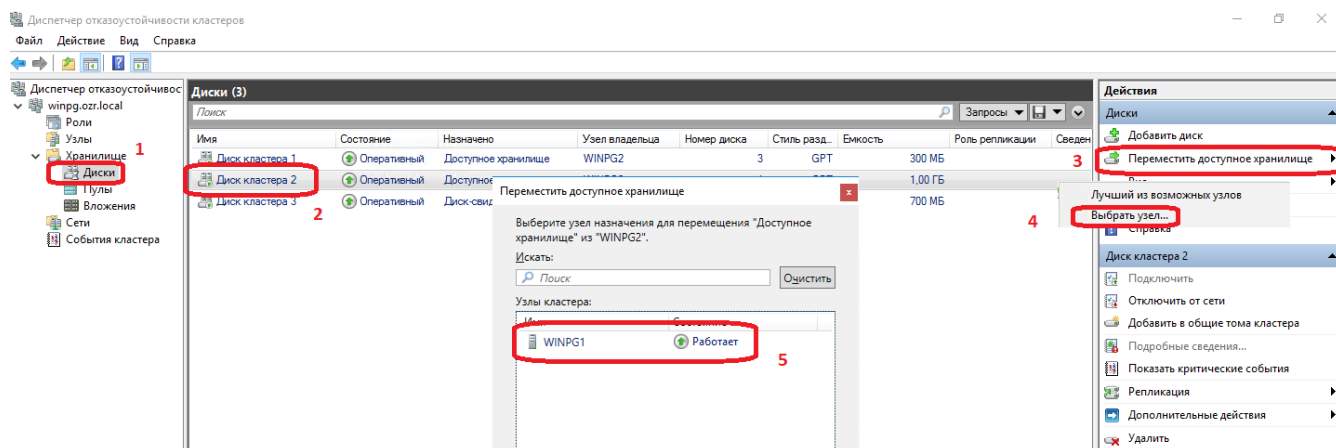 Диспетчер отказоустойчивости кластеров
Файл Действие Вид Справка
Диспетчер отказоустойчивос
winpg.ozr.local
Роли
Узлы
Хранилище 1
Диски
Пулы
Вложения
Сети
События кластера
Диски (3)
Поиск Запросы
Имя Состояние Назначено Узел владельца Номер диска Стиль разд... Емкость Роль репликации Сведен
Диск кластера 1 Оперативный Доступное хранилище WINPG2 3 GPT 300 МБ
Диск кластера 2 Оперативный Доступное 1,00 ГБ
Диск кластера 3 Оперативный Диск-свид 700 МБ
2
Переместить доступное хранилище x
Выберите узел назначения для перемещения "Доступное
хранилище" из "WINPG2".
Искать:
Поиск Очистить
Узлы кластера:
WINPG1 Работает
5
Действия
Диски
Добавить диск
3 Переместить доступное хранилище
Лучший из возможных узлов
4 Выбрать узел...
Справка
Диск кластера 2
Подключить
Отключить от сети
Добавить в общие тома кластера
Подробные сведения...
Показать критические события
Репликация
Дополнительные действия
Удалить